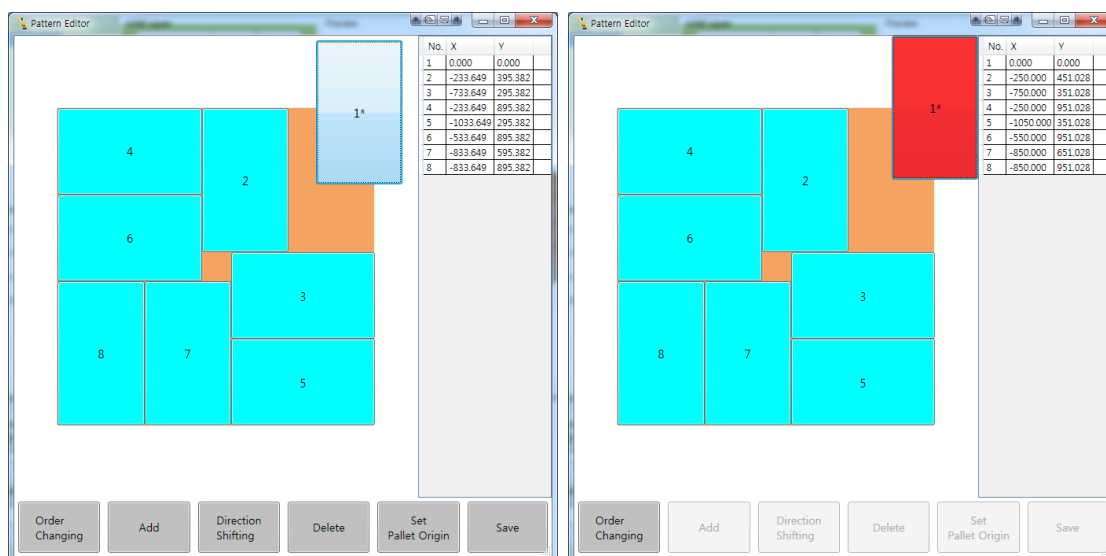 Pattern Editor
No. X Y
1 0.000 0.000
2 -233.649 395.382
3 -733.649 295.382
4 -233.649 895.382
5 -1033.649 295.382
6 -533.649 895.382
7 -833.649 595.382
8 -833.649 895.382
1*
4
2
6
3
8
7
5
Order
Changing
Add
Direction
Shifting
Delete
Set
Pallet Origin
Save
Pattern Editor
No. X Y
1 0.000 0.000
2 -250.000 451.028
3 -750.000 351.028
4 -250.000 951.028
5 -1050.000 351.028
6 -550.000 951.028
7 -850.000 651.028
8 -850.000 951.028
1*
4
2
6
3
8
7
5
Order
Changing
Add
Direction
Shifting
Delete
Set
Pallet Origin
Save